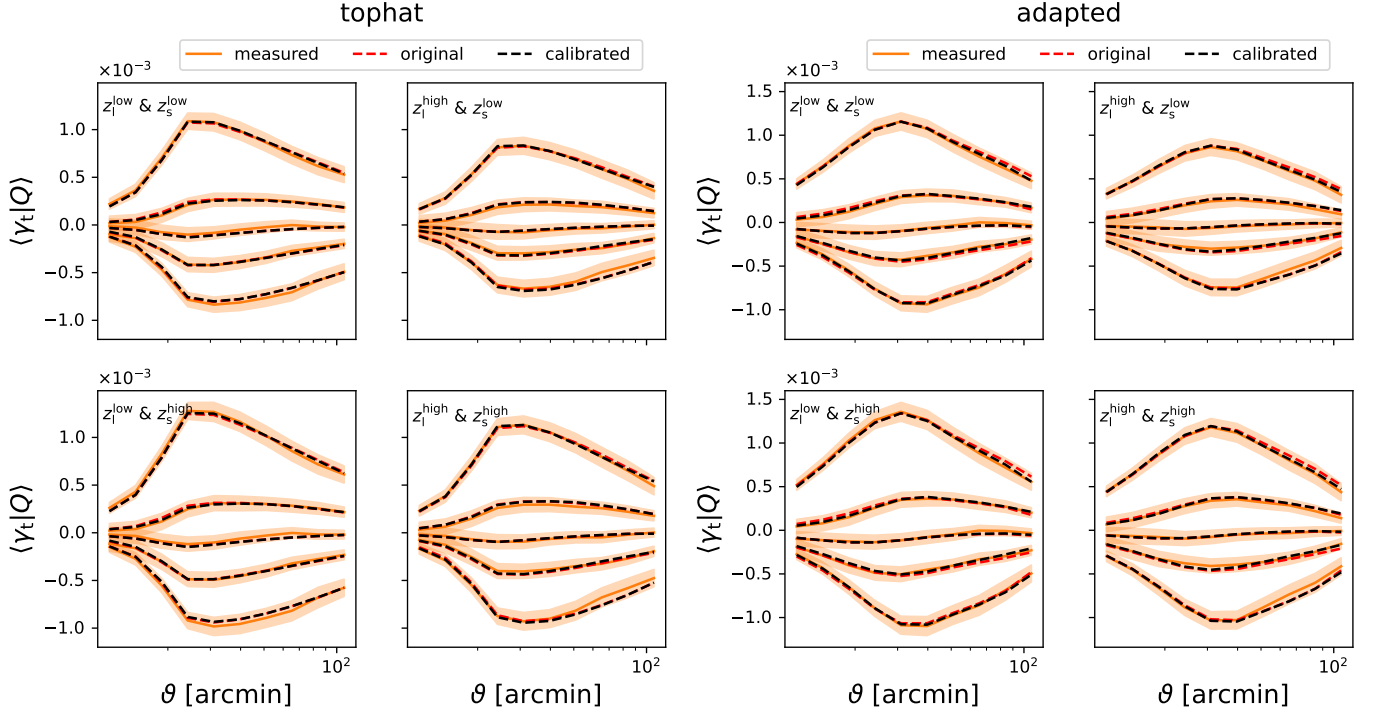 tophat
adapted
measured original calibrated
measured original calibrated
×10⁻³
×10⁻³
z_l^low & z_s^low
z_l^high & z_s^low
z_l^low & z_s^low
z_l^high & z_s^low
1.0
0.5
0.0
−0.5
−1.0
⟨γ_t|Q⟩
1.5
1.0
0.5
0.0
−0.5
−1.0
⟨γ_t|Q⟩
×10⁻³
×10⁻³
z_l^low & z_s^high
z_l^high & z_s^high
z_l^low & z_s^high
z_l^high & z_s^high
1.0
0.5
0.0
−0.5
−1.0
⟨γ_t|Q⟩
1.5
1.0
0.5
0.0
−0.5
−1.0
⟨γ_t|Q⟩
10²
10²
10²
10²
ϑ [arcmin]
ϑ [arcmin]
ϑ [arcmin]
ϑ [arcmin]